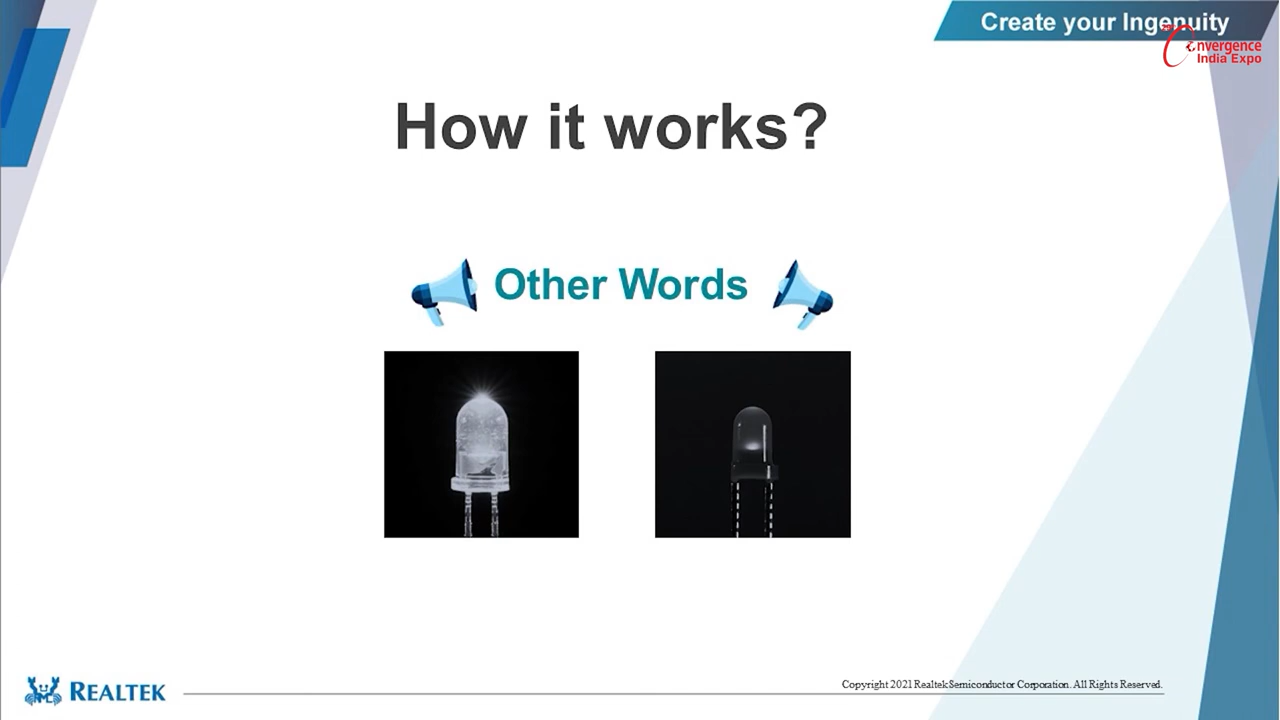 Create your Ingenuity
nvergence
India Expo
How it works?
Other Words
REALTEK
Copyright 2021 Realtek Semiconductor Corporation. All Rights Reserved.